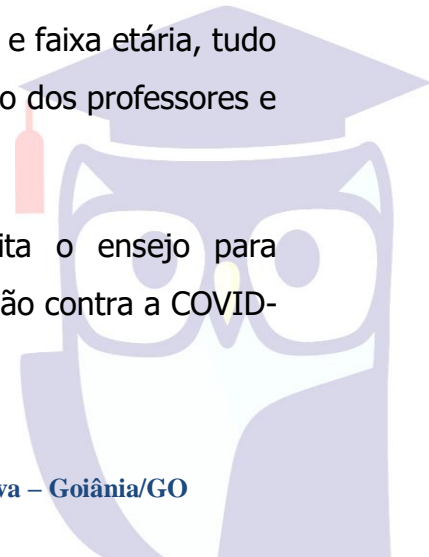 e faixa etária, tudo
o dos professores e
ita o ensejo para
ão contra a COVID-
va – Goiânia/GO